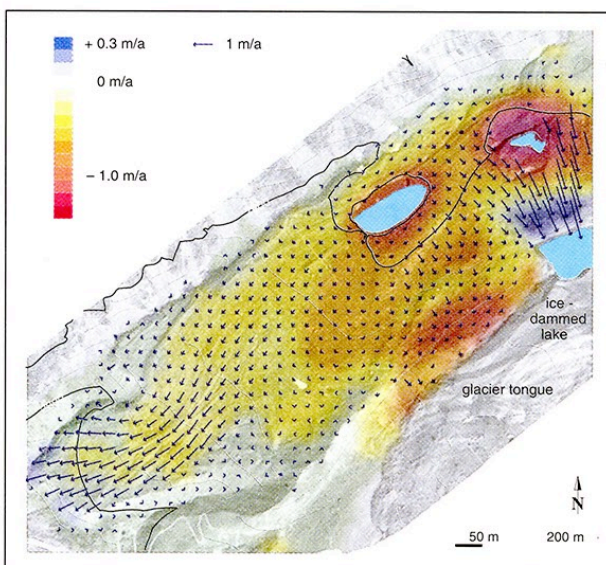 + 0.3 m/a
1 m/a
0 m/a
– 1.0 m/a
ice -
dammed
lake
glacier tongue
N
50 m
200 m